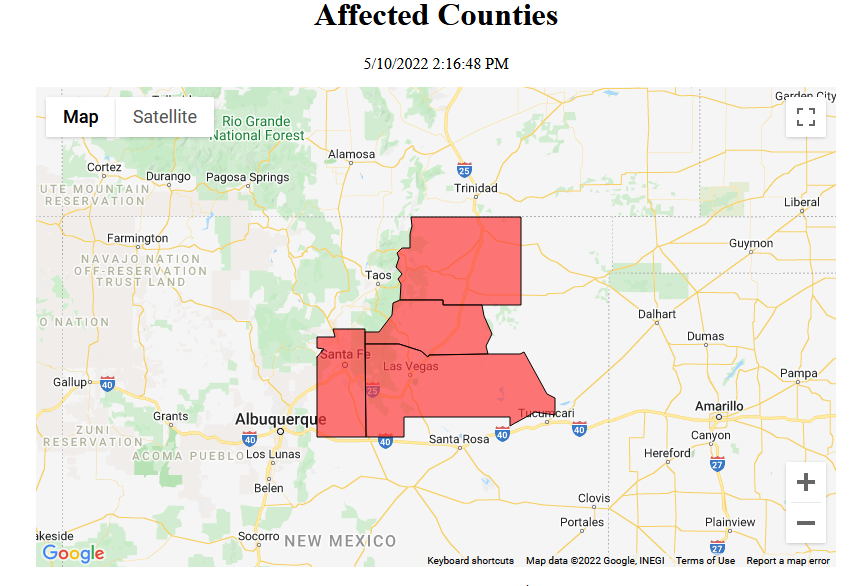 Affected Counties
5/10/2022 2:16:48 PM
Map
Satellite
Garden City
Rio Grande
National Forest
Alamosa
Cortez
Durango
Pagosa Springs
25
Trinidad
UTE MOUNTAIN
RESERVATION
Liberal
Farmington
Guymon
NAVAJO NATION
OFF-RESERVATION
TRUST LAND
Taos
Dalhart
O NATION
Dumas
Santa Fe
Las Vegas
Gallup
40
25
Pampa
Grants
Albuquerque
Tucumcari
Amarillo
ZUNI
RESERVATION
40
40
40
40
Santa Rosa
Canyon
ACOMA PUEBLO
Los Lunas
Hereford
27
Belen
Clovis
Portales
Plainview
akeside
Socorro
NEW MEXICO
27
Google
Keyboard shortcuts
Map data ©2022 Google, INEGI
Terms of Use
Report a map error